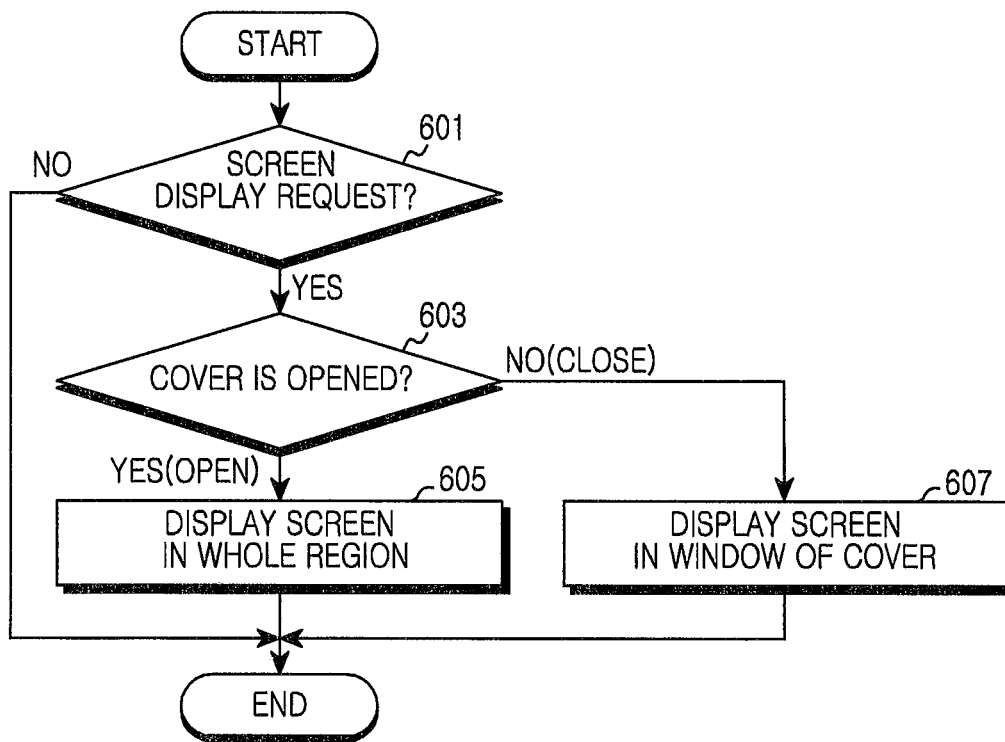 START
601
NO
SCREEN
DISPLAY REQUEST?
YES
603
COVER IS OPENED?
NO(CLOSE)
YES(OPEN)
605
DISPLAY SCREEN
IN WHOLE REGION
607
DISPLAY SCREEN
IN WINDOW OF COVER
END